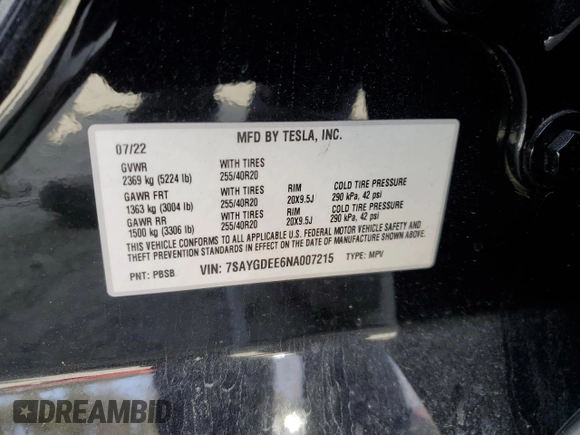 07/22 MFD BY TESLA, INC.
GVWR WITH TIRES
2369 kg (5224 lb) 255/40R20
GAWR FRT WITH TIRES RIM COLD TIRE PRESSURE
1363 kg (3004 lb) 255/40R20 20X9.5J 290 kPa, 42 psi
GAWR RR WITH TIRES RIM COLD TIRE PRESSURE
1500 kg (3306 lb) 255/40R20 20X9.5J 290 kPa, 42 psi
THIS VEHICLE CONFORMS TO ALL APPLICABLE U.S. FEDERAL MOTOR VEHICLE SAFETY AND
THEFT PREVENTION STANDARDS IN EFFECT ON THE DATE OF MANUFACTURE SHOWN ABOVE.
PNT: PBSB VIN: 7SAYGDEE6NA007215 TYPE: MPV
DREAMBID